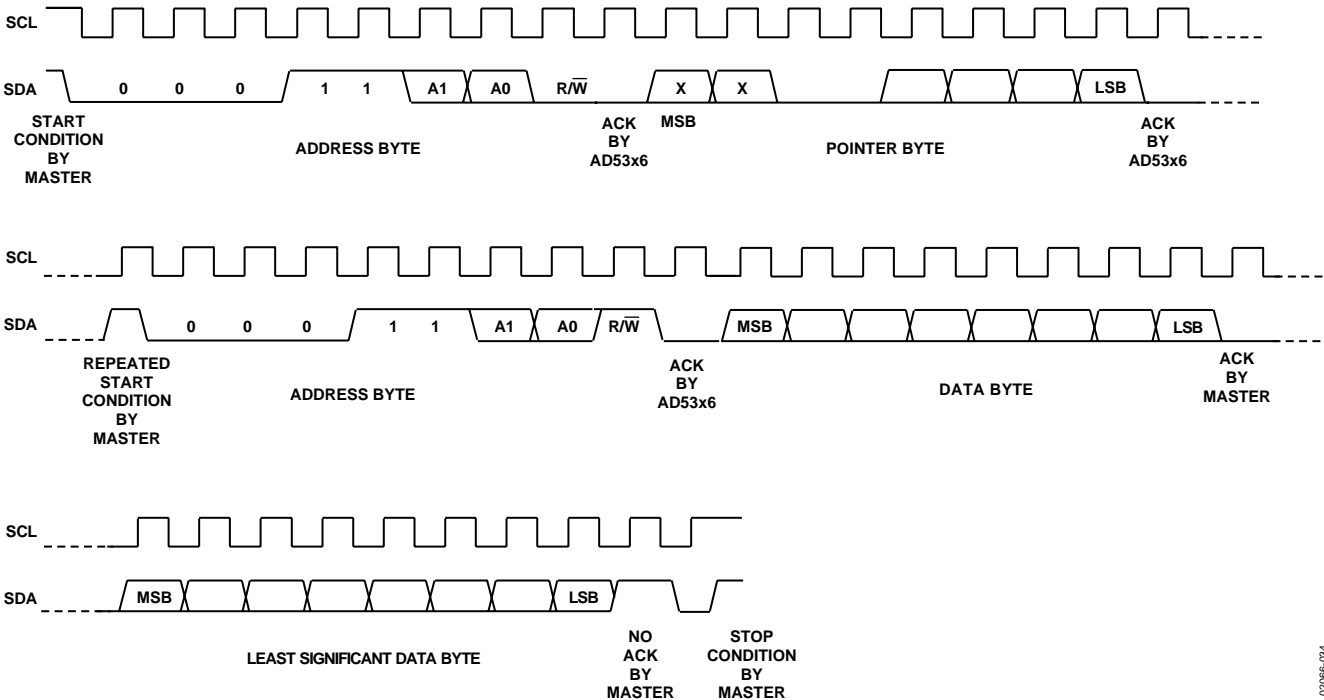 SCL
SDA
0 0 0 1 1 A1 A0 R/W̅ X X LSB
START
CONDITION
BY
MASTER
ADDRESS BYTE
ACK
BY
AD53x6
MSB
POINTER BYTE
ACK
BY
AD53x6
SCL
SDA
0 0 0 1 1 A1 A0 R/W̅ MSB LSB
REPEATED
START
CONDITION
BY
MASTER
ADDRESS BYTE
ACK
BY
AD53x6
DATA BYTE
ACK
BY
MASTER
SCL
SDA
MSB LSB
LEAST SIGNIFICANT DATA BYTE
NO
ACK
BY
MASTER
STOP
CONDITION
BY
MASTER
02066-034